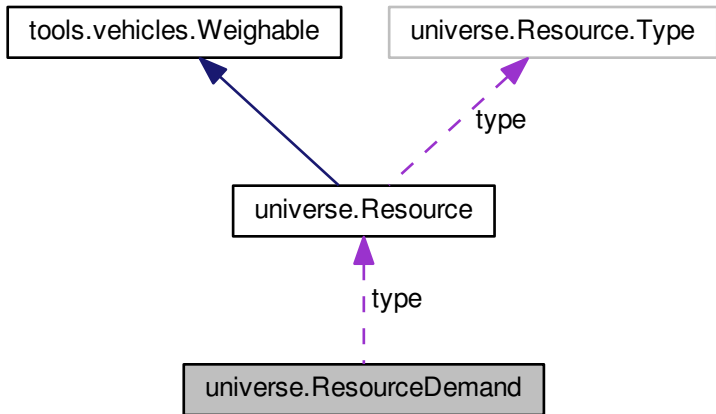 tools.vehicles.Weighable
universe.Resource.Type
type
universe.Resource
type
universe.ResourceDemand